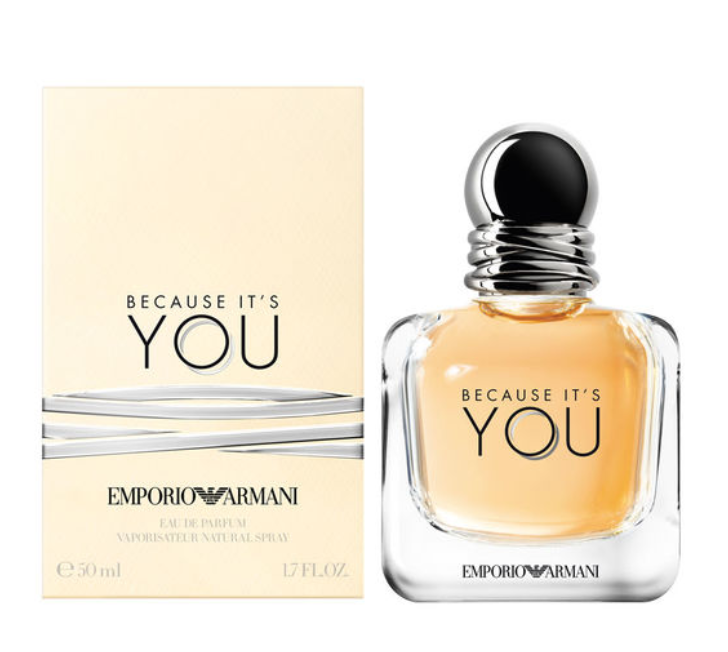 BECAUSE IT'S
YOU
EMPORIO ARMANI
EAU DE PARFUM
VAPORISATEUR NATURAL SPRAY
℮ 50 ml 1.7 FL.OZ.
BECAUSE IT'S
YOU
EMPORIO ARMANI